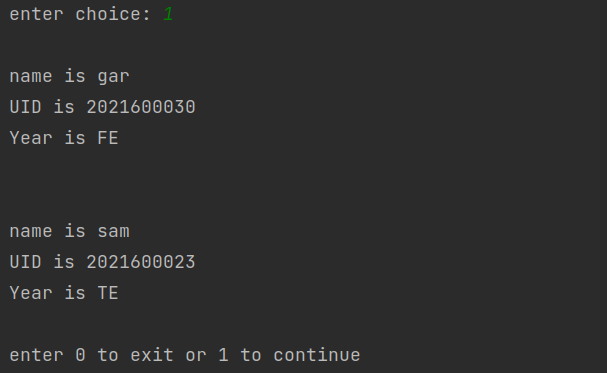 enter choice: 1
name is gar
UID is 2021600030
Year is FE
name is sam
UID is 2021600023
Year is TE
enter 0 to exit or 1 to continue